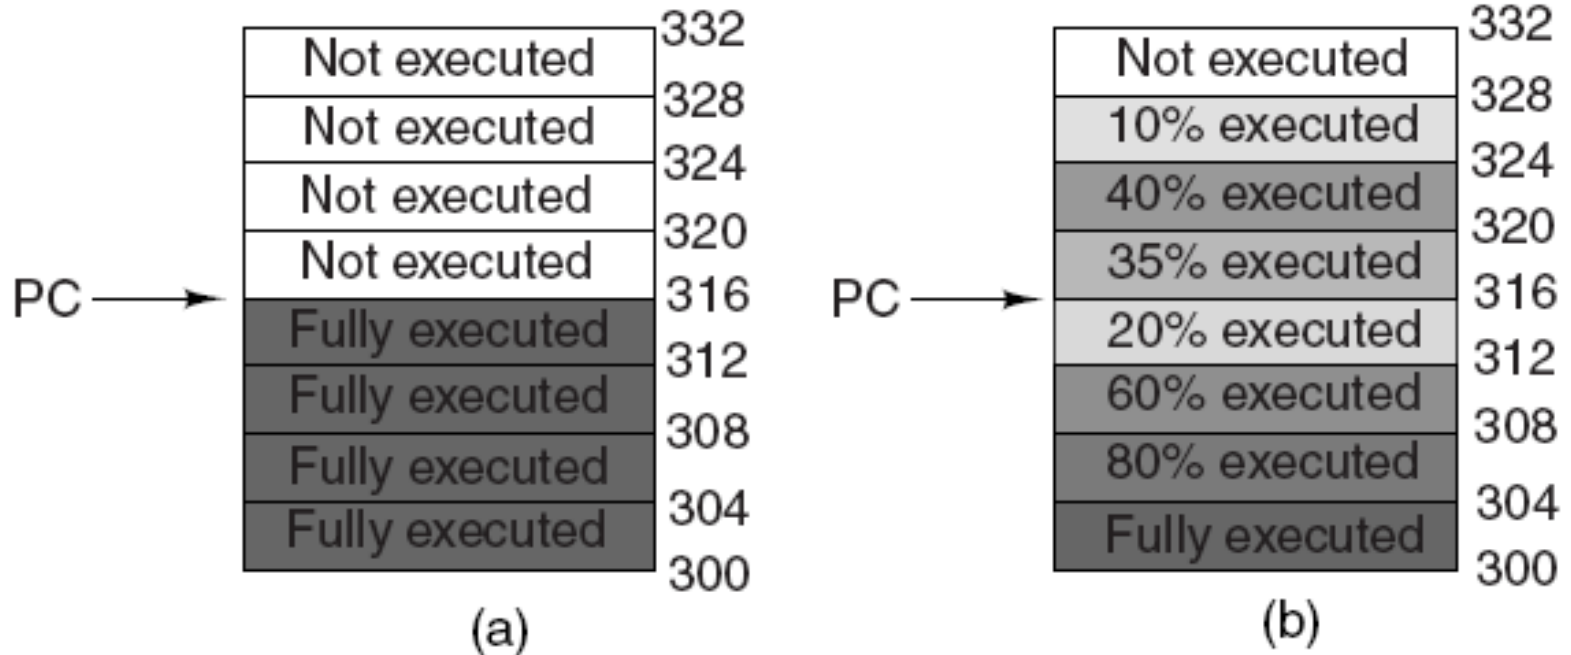 332
Not executed
328
Not executed
324
Not executed
320
Not executed
PC
316
Fully executed
312
Fully executed
308
Fully executed
304
Fully executed
300
(a)
332
Not executed
328
10% executed
324
40% executed
320
35% executed
PC
316
20% executed
312
60% executed
308
80% executed
304
Fully executed
300
(b)